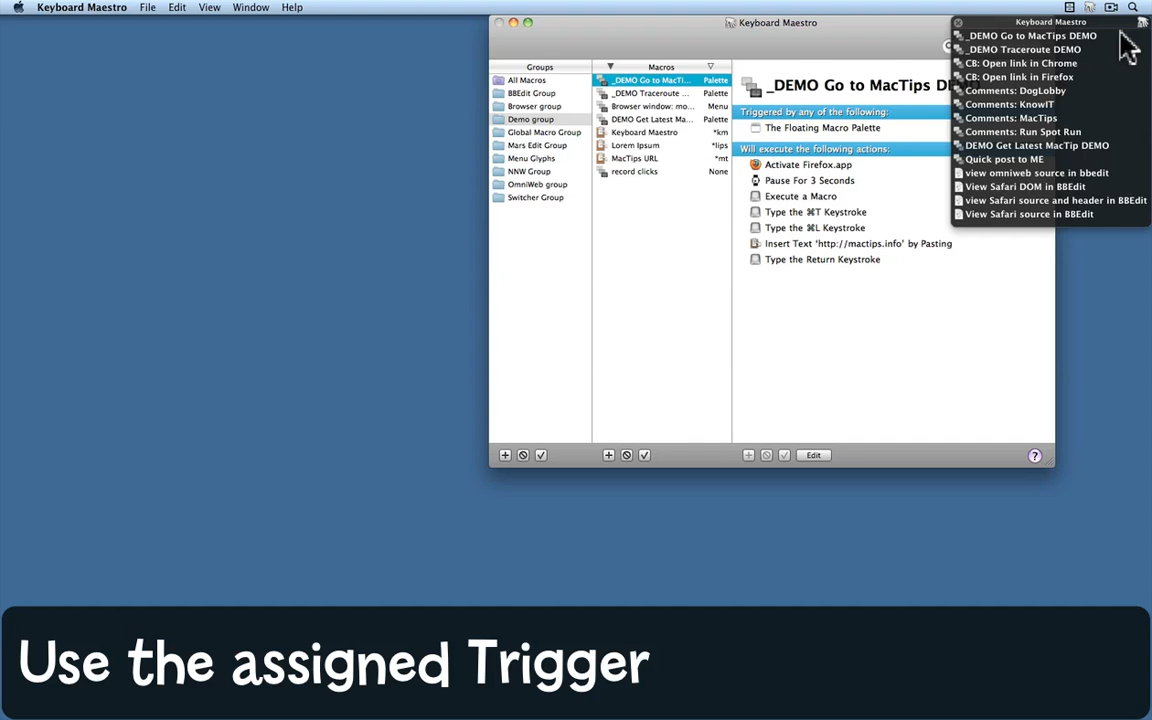 Keyboard Maestro File Edit View Window Help
Keyboard Maestro
Groups
All Macros
BBEdit Group
Browser group
Demo group
Global Macro Group
Mars Edit Group
Menu Glyphs
NNW Group
OmniWeb group
Switcher Group
Macros
_DEMO Go to MacTi... Palette
_DEMO Traceroute ... Palette
Browser window: mo... Menu
DEMO Get Latest Ma... Palette
Keyboard Maestro *km
Lorem Ipsum *lips
MacTips URL *mt
record clicks None
_DEMO Go to MacTips DE
Triggered by any of the following:
The Floating Macro Palette
Will execute the following actions:
Activate Firefox.app
Pause For 3 Seconds
Execute a Macro
Type the ⌘T Keystroke
Type the ⌘L Keystroke
Insert Text 'http://mactips.info' by Pasting
Type the Return Keystroke
Edit
?
Keyboard Maestro
_DEMO Go to MacTips DEMO
_DEMO Traceroute DEMO
CB: Open link in Chrome
CB: Open link in Firefox
Comments: DogLobby
Comments: KnowIT
Comments: MacTips
Comments: Run Spot Run
DEMO Get Latest MacTip DEMO
Quick post to ME
view omniweb source in bbedit
view Safari DOM in BBEdit
view Safari source and header in BBEdit
view Safari source in BBEdit
Use the assigned Trigger